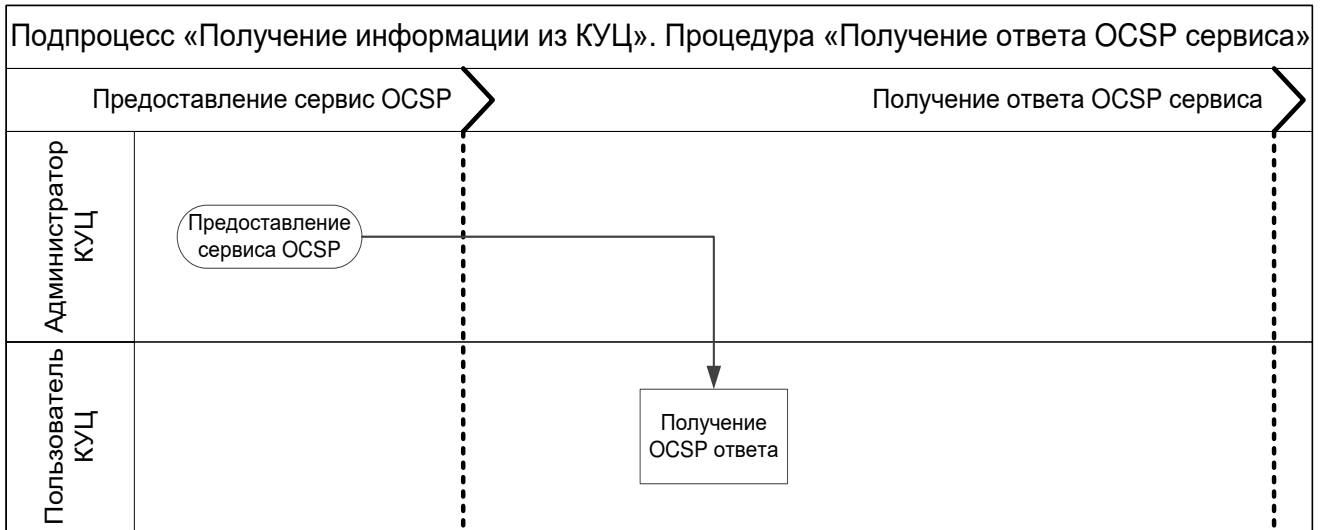 Подпроцесс «Получение информации из КУЦ». Процедура «Получение ответа OCSP сервиса»
Предоставление сервис OCSP
Получение ответа OCSP сервиса
Администратор
КУЦ
Предоставление
сервиса OCSP
Пользователь
КУЦ
Получение
OCSP ответа